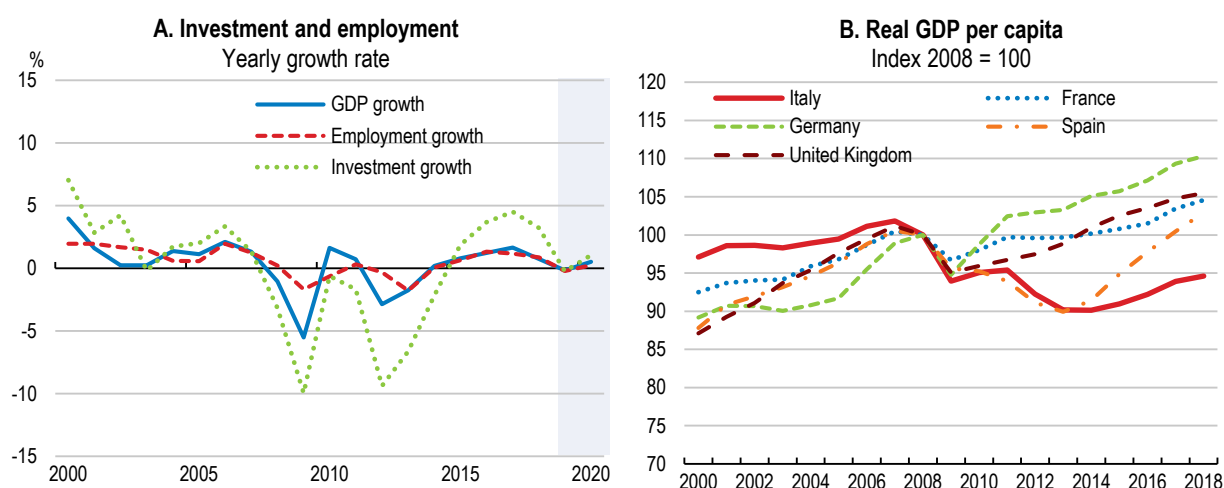 A. Investment and employment
Yearly growth rate
%
15
10
5
0
-5
-10
-15
GDP growth
Employment growth
Investment growth
2000 2005 2010 2015 2020
B. Real GDP per capita
Index 2008 = 100
120
115
110
105
100
95
90
85
80
75
70
Italy France
Germany Spain
United Kingdom
2000 2002 2004 2006 2008 2010 2012 2014 2016 2018